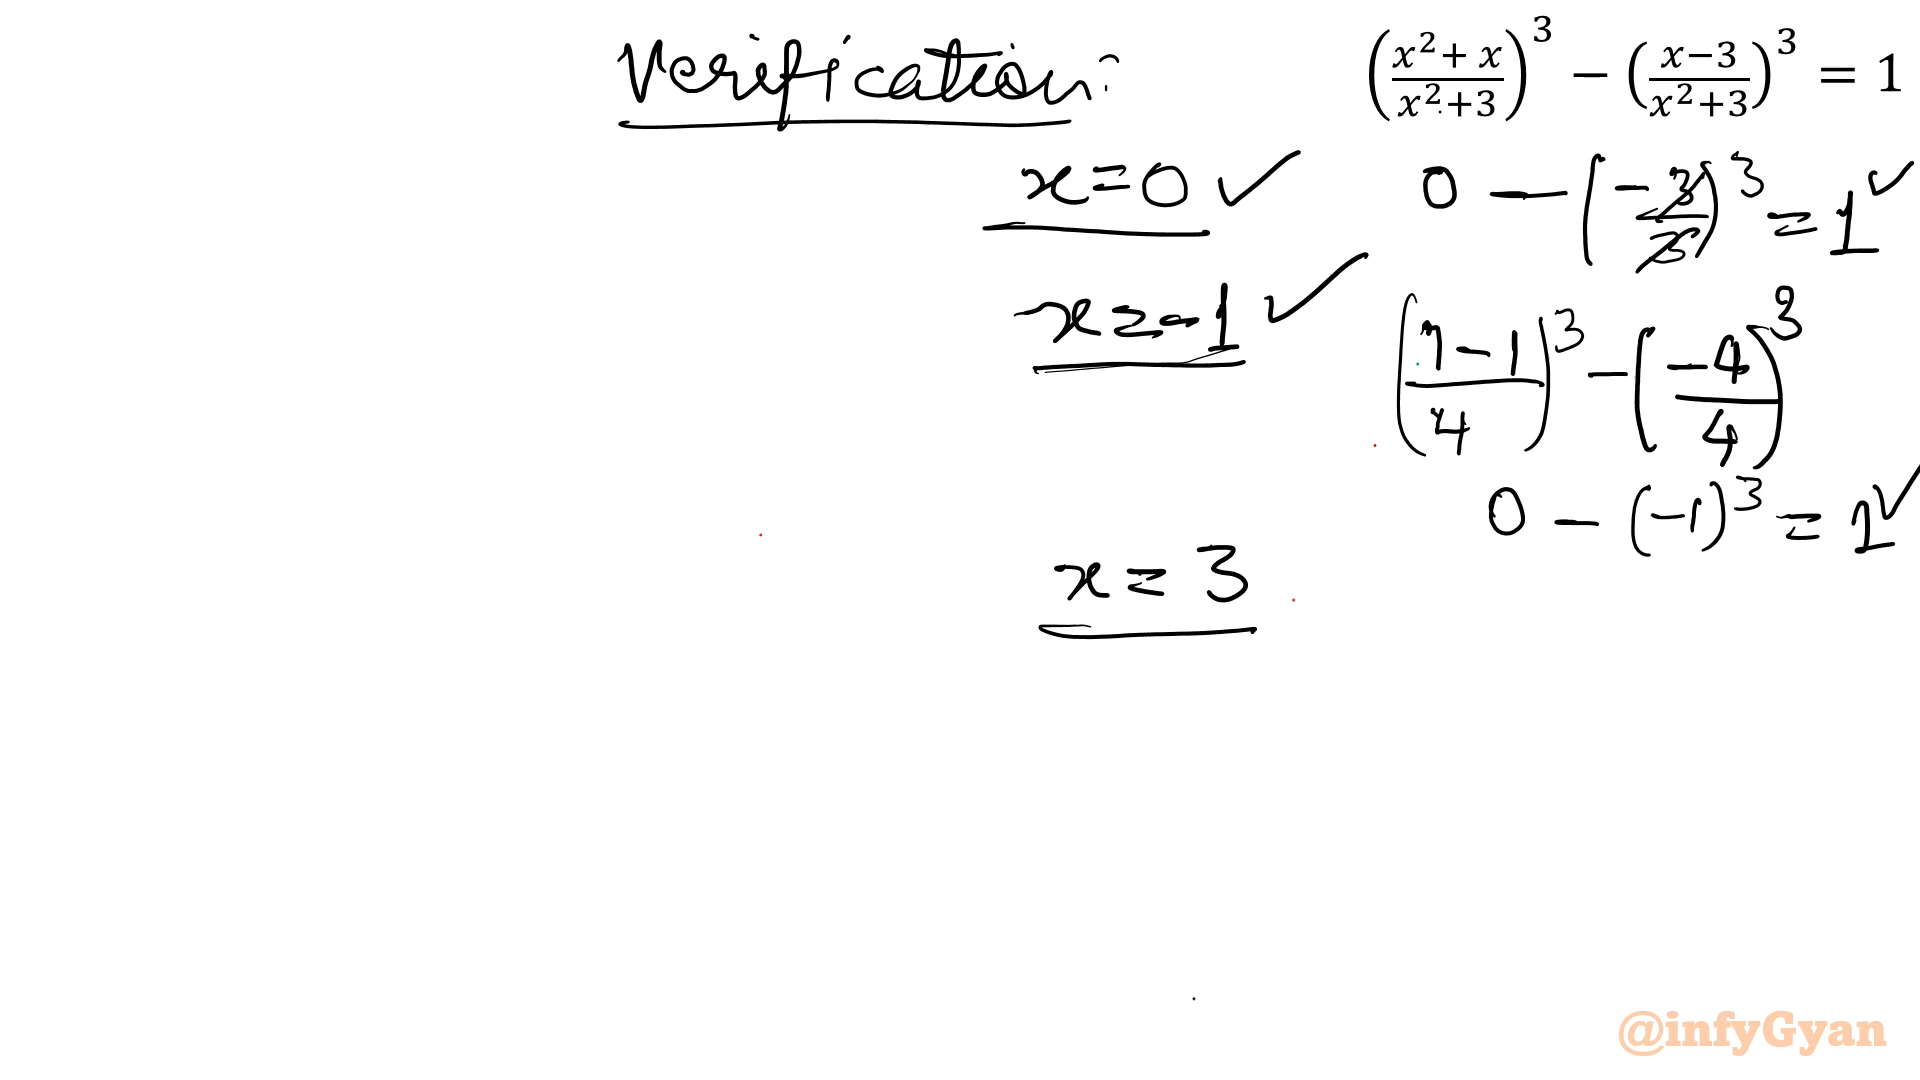 Verification:
(x²+x / x²+3)³ − (x−3 / x²+3)³ = 1
x = 0 ✓
0 − (−3/3)³ = 1 ✓
x = −1 ✓
(1−1 / 4)³ − (−4 / 4)³
0 − (−1)³ = 1 ✓
x = 3
@infyGyan